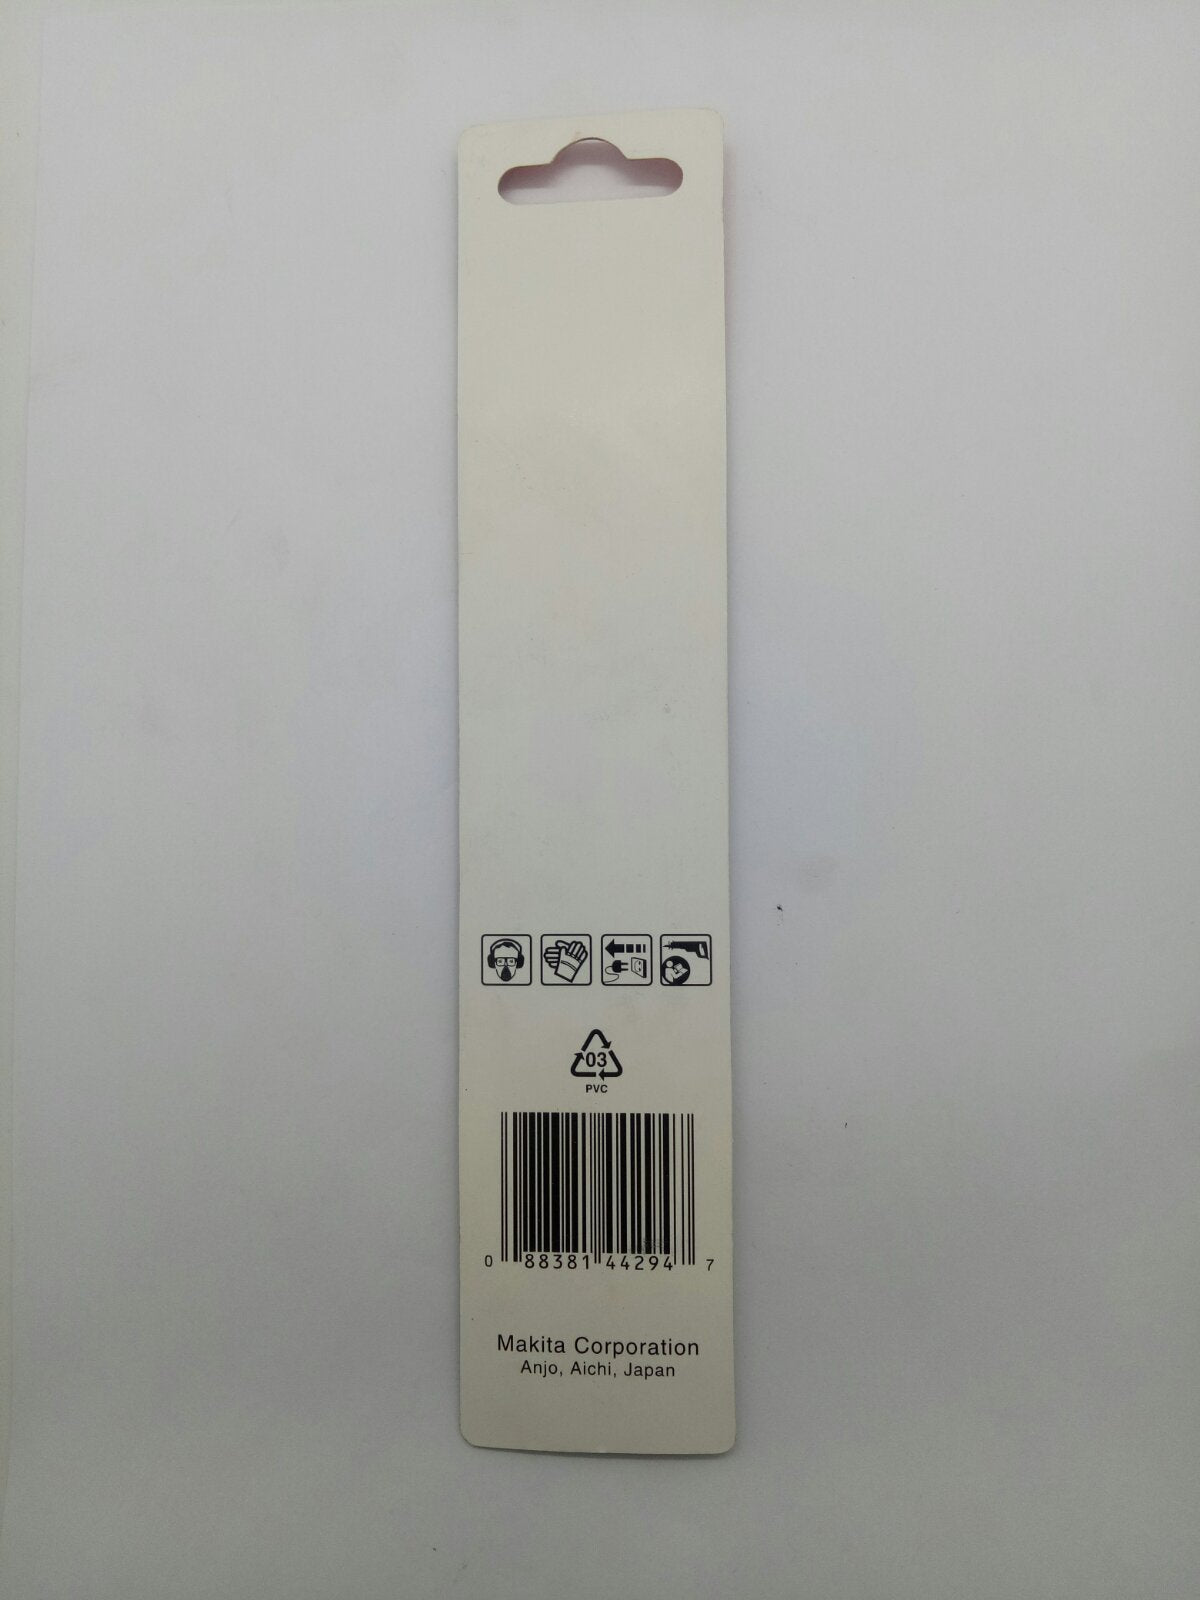 03
PVC
0 88381 44294 7
Makita Corporation
Anjo, Aichi, Japan